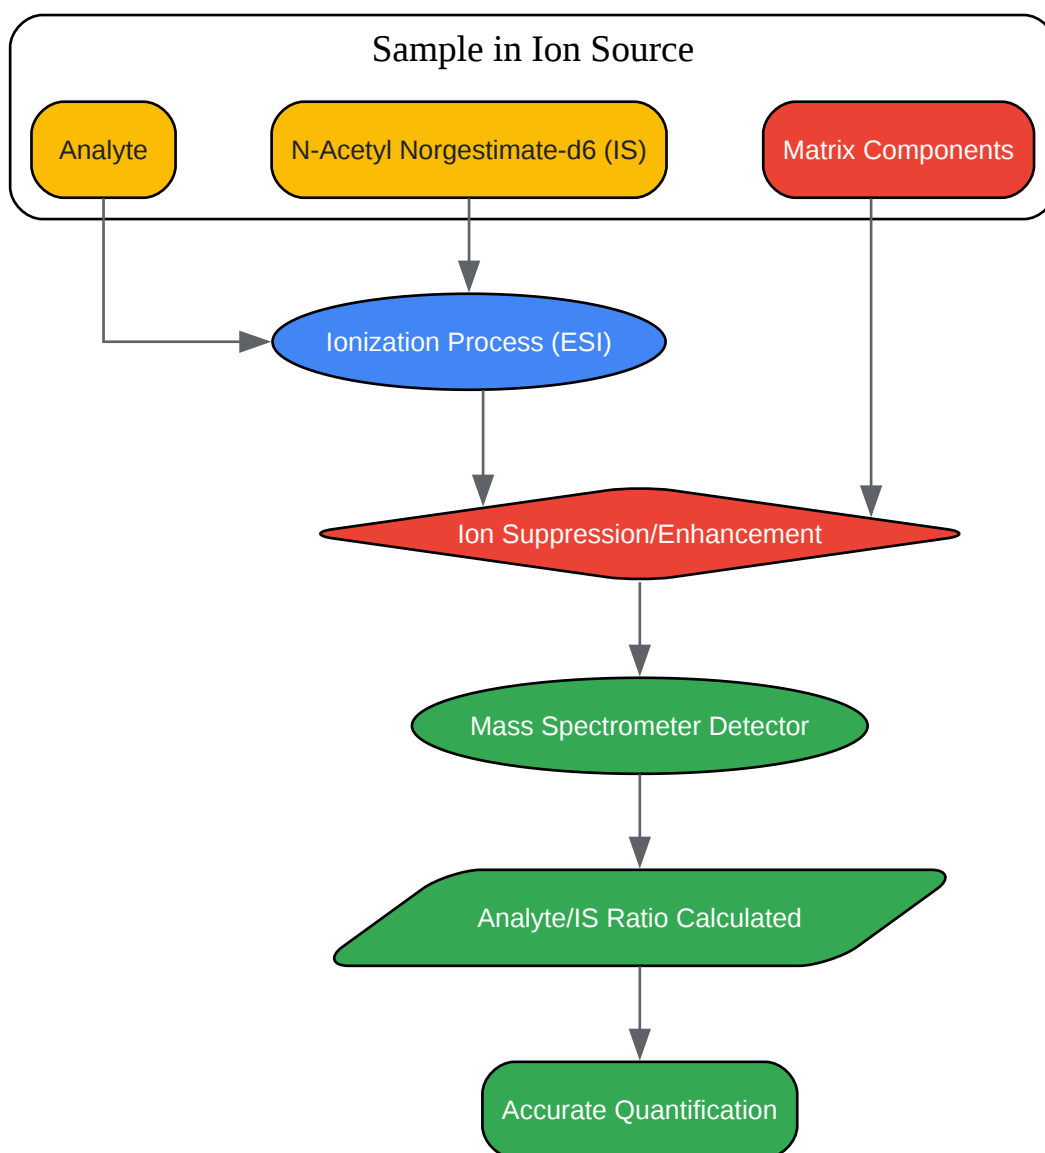 Sample in Ion Source
Analyte
N-Acetyl Norgestimate-d6 (IS)
Matrix Components
Ionization Process (ESI)
Ion Suppression/Enhancement
Mass Spectrometer Detector
Analyte/IS Ratio Calculated
Accurate Quantification